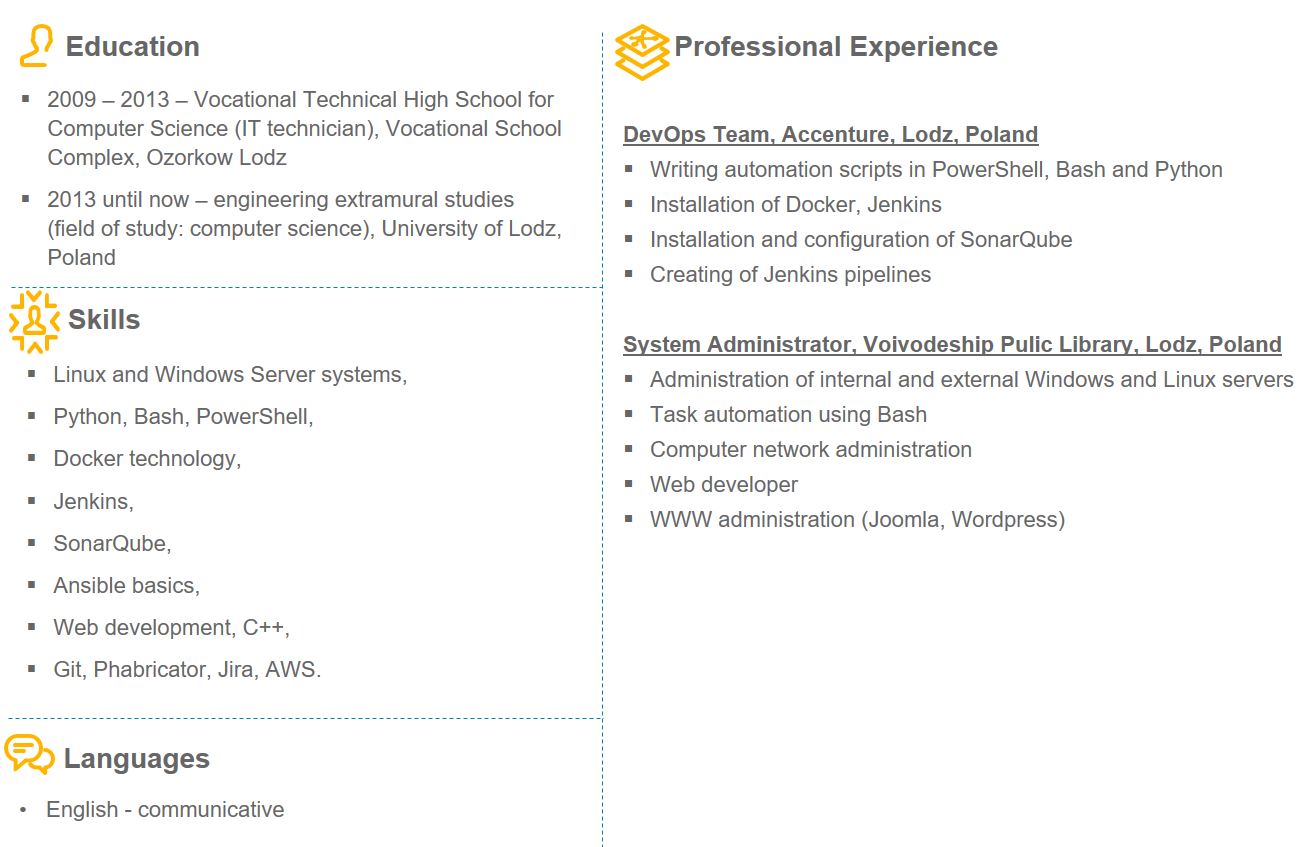 Education
▪ 2009 – 2013 – Vocational Technical High School for
Computer Science (IT technician), Vocational School
Complex, Ozorkow Lodz
▪ 2013 until now – engineering extramural studies
(field of study: computer science), University of Lodz,
Poland
Skills
▪ Linux and Windows Server systems,
▪ Python, Bash, PowerShell,
▪ Docker technology,
▪ Jenkins,
▪ SonarQube,
▪ Ansible basics,
▪ Web development, C++,
▪ Git, Phabricator, Jira, AWS.
Languages
• English - communicative
Professional Experience
DevOps Team, Accenture, Lodz, Poland
▪ Writing automation scripts in PowerShell, Bash and Python
▪ Installation of Docker, Jenkins
▪ Installation and configuration of SonarQube
▪ Creating of Jenkins pipelines
System Administrator, Voivodeship Pulic Library, Lodz, Poland
▪ Administration of internal and external Windows and Linux servers
▪ Task automation using Bash
▪ Computer network administration
▪ Web developer
▪ WWW administration (Joomla, Wordpress)